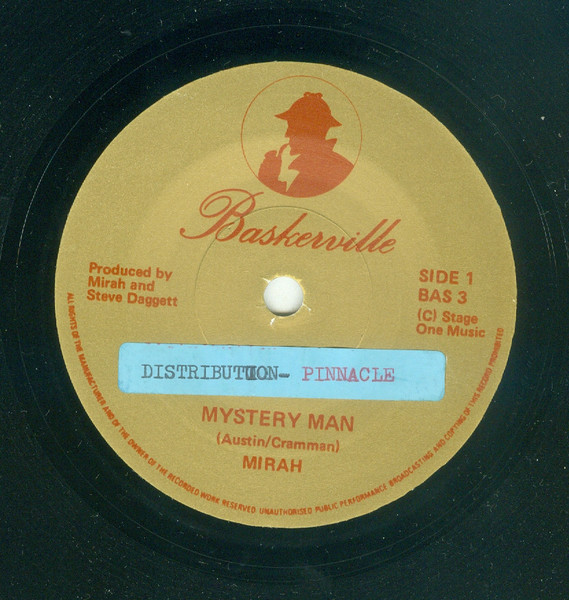 Baskerville
Produced by
Mirah and
Steve Daggett
SIDE 1
BAS 3
(C) Stage
One Music
DISTRIBUTION- PINNACLE
MYSTERY MAN
(Austin/Cramman)
MIRAH
ALL RIGHTS OF THE MANUFACTURER AND OF THE OWNER OF THE RECORDED WORK RESERVED UNAUTHORISED PUBLIC PERFORMANCE BROADCASTING AND COPYING OF THIS RECORD PROHIBITED